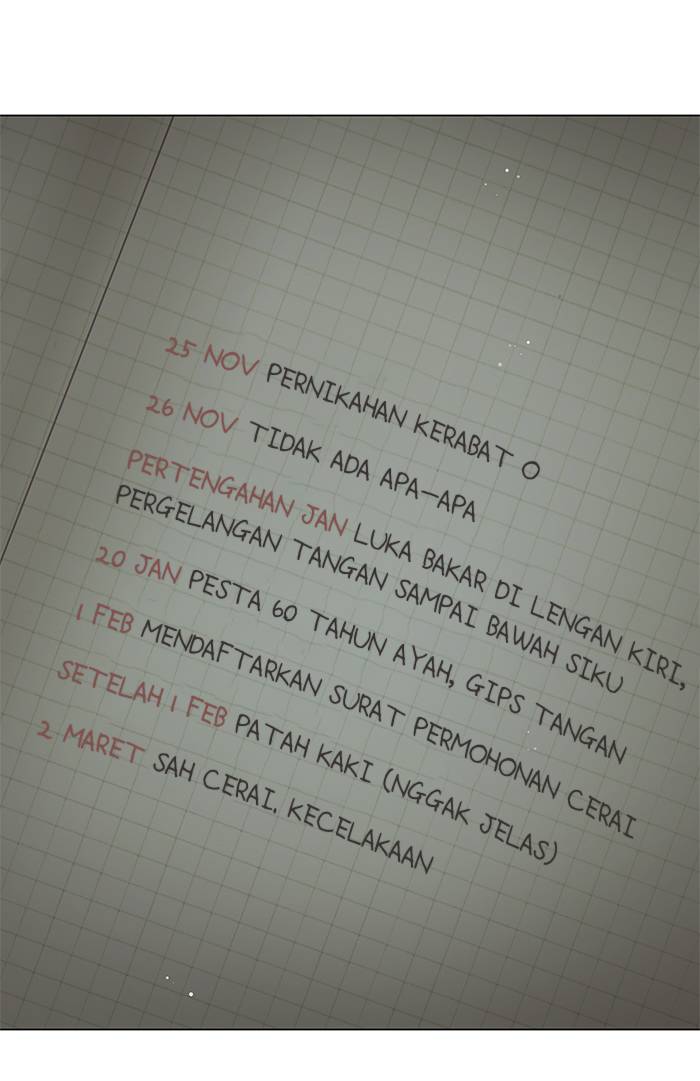 25 NOV PERNIKAHAN KERABAT O
26 NOV TIDAK ADA APA-APA
PERTENGAHAN JAN LUKA BAKAR DI LENGAN KIRI,
PERGELANGAN TANGAN SAMPAI BAWAH SIKU
20 JAN PESTA 60 TAHUN AYAH, GIPS TANGAN
1 FEB MENDAFTARKAN SURAT PERMOHONAN CERAI
SETELAH 1 FEB PATAH KAKI (NGGAK JELAS)
2 MARET SAH CERAI. KECELAKAAN